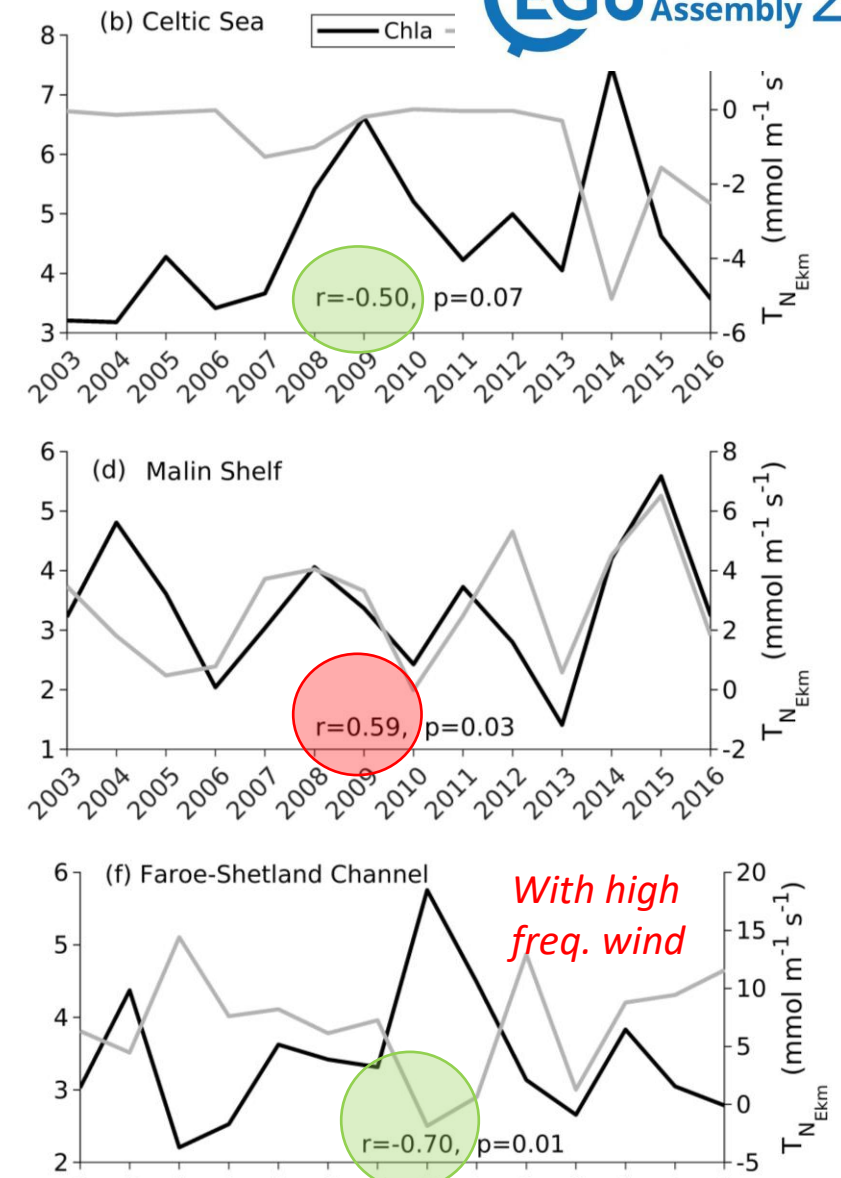 EGU Assembly 2
(b) Celtic Sea
Chla
8
7
6
5
4
3
0
-2
-4
-6
T_N_Ekm (mmol m^-1 s^-
r=-0.50, p=0.07
2003 2004 2005 2006 2007 2008 2009 2010 2011 2012 2013 2014 2015 2016
(d) Malin Shelf
6
5
4
3
2
1
8
6
4
2
0
-2
T_N_Ekm (mmol m^-1 s^-1)
r=0.59, p=0.03
2003 2004 2005 2006 2007 2008 2009 2010 2011 2012 2013 2014 2015 2016
(f) Faroe-Shetland Channel
With high
freq. wind
6
5
4
3
2
20
15
10
5
0
-5
T_N_Ekm (mmol m^-1 s^-1)
r=-0.70, p=0.01